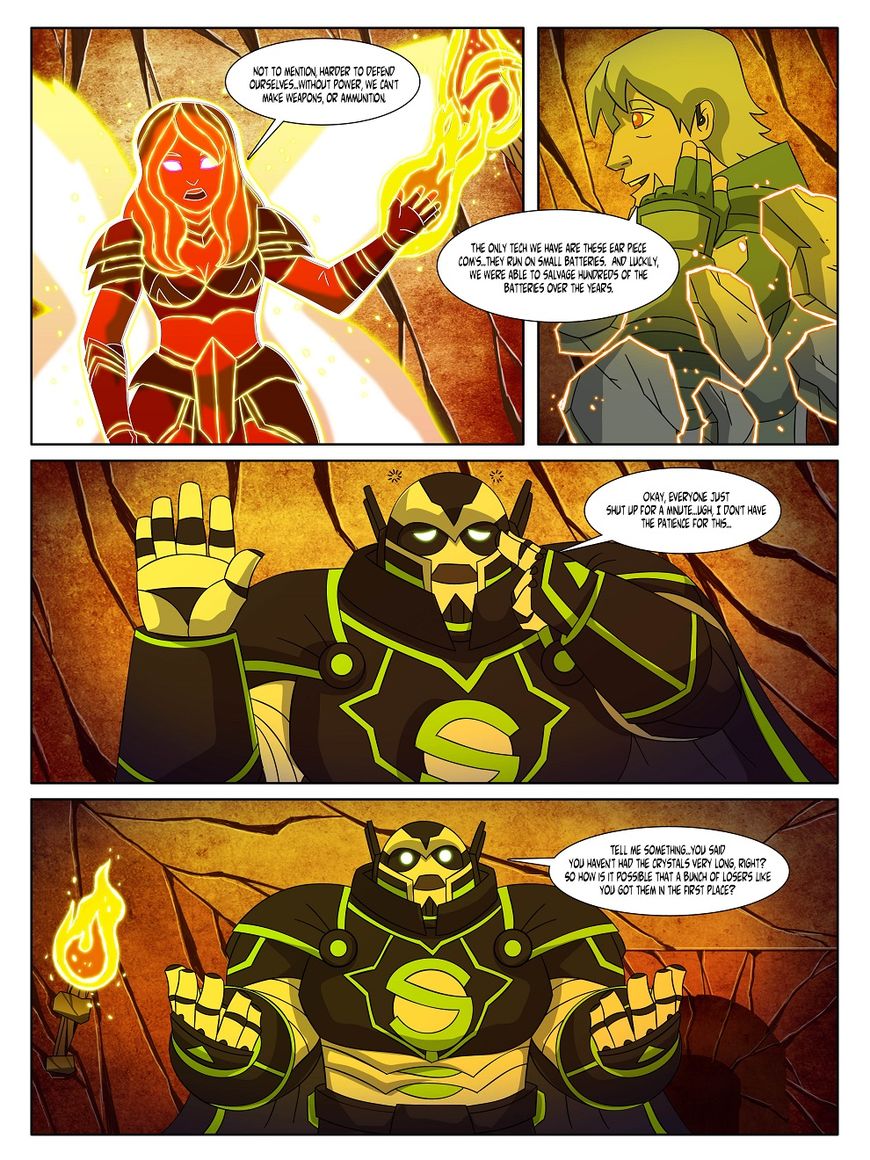 NOT TO MENTION, HARDER TO DEFEND
OURSELVES...WITHOUT POWER, WE CAN'T
MAKE WEAPONS, OR AMMUNITION.
THE ONLY TECH WE HAVE ARE THESE EAR PIECE
COM'S...THEY RUN ON SMALL BATTERIES. AND LUCKILY,
WE WERE ABLE TO SALVAGE HUNDREDS OF THE
BATTERIES OVER THE YEARS.
OKAY, EVERYONE JUST
SHUT UP FOR A MINUTE...UGH, I DON'T HAVE
THE PATIENCE FOR THIS...
S
TELL ME SOMETHING...YOU SAID
YOU HAVEN'T HAD THE CRYSTALS VERY LONG, RIGHT?
SO HOW IS IT POSSIBLE THAT A BUNCH OF LOSERS LIKE
YOU GOT THEM IN THE FIRST PLACE?
S